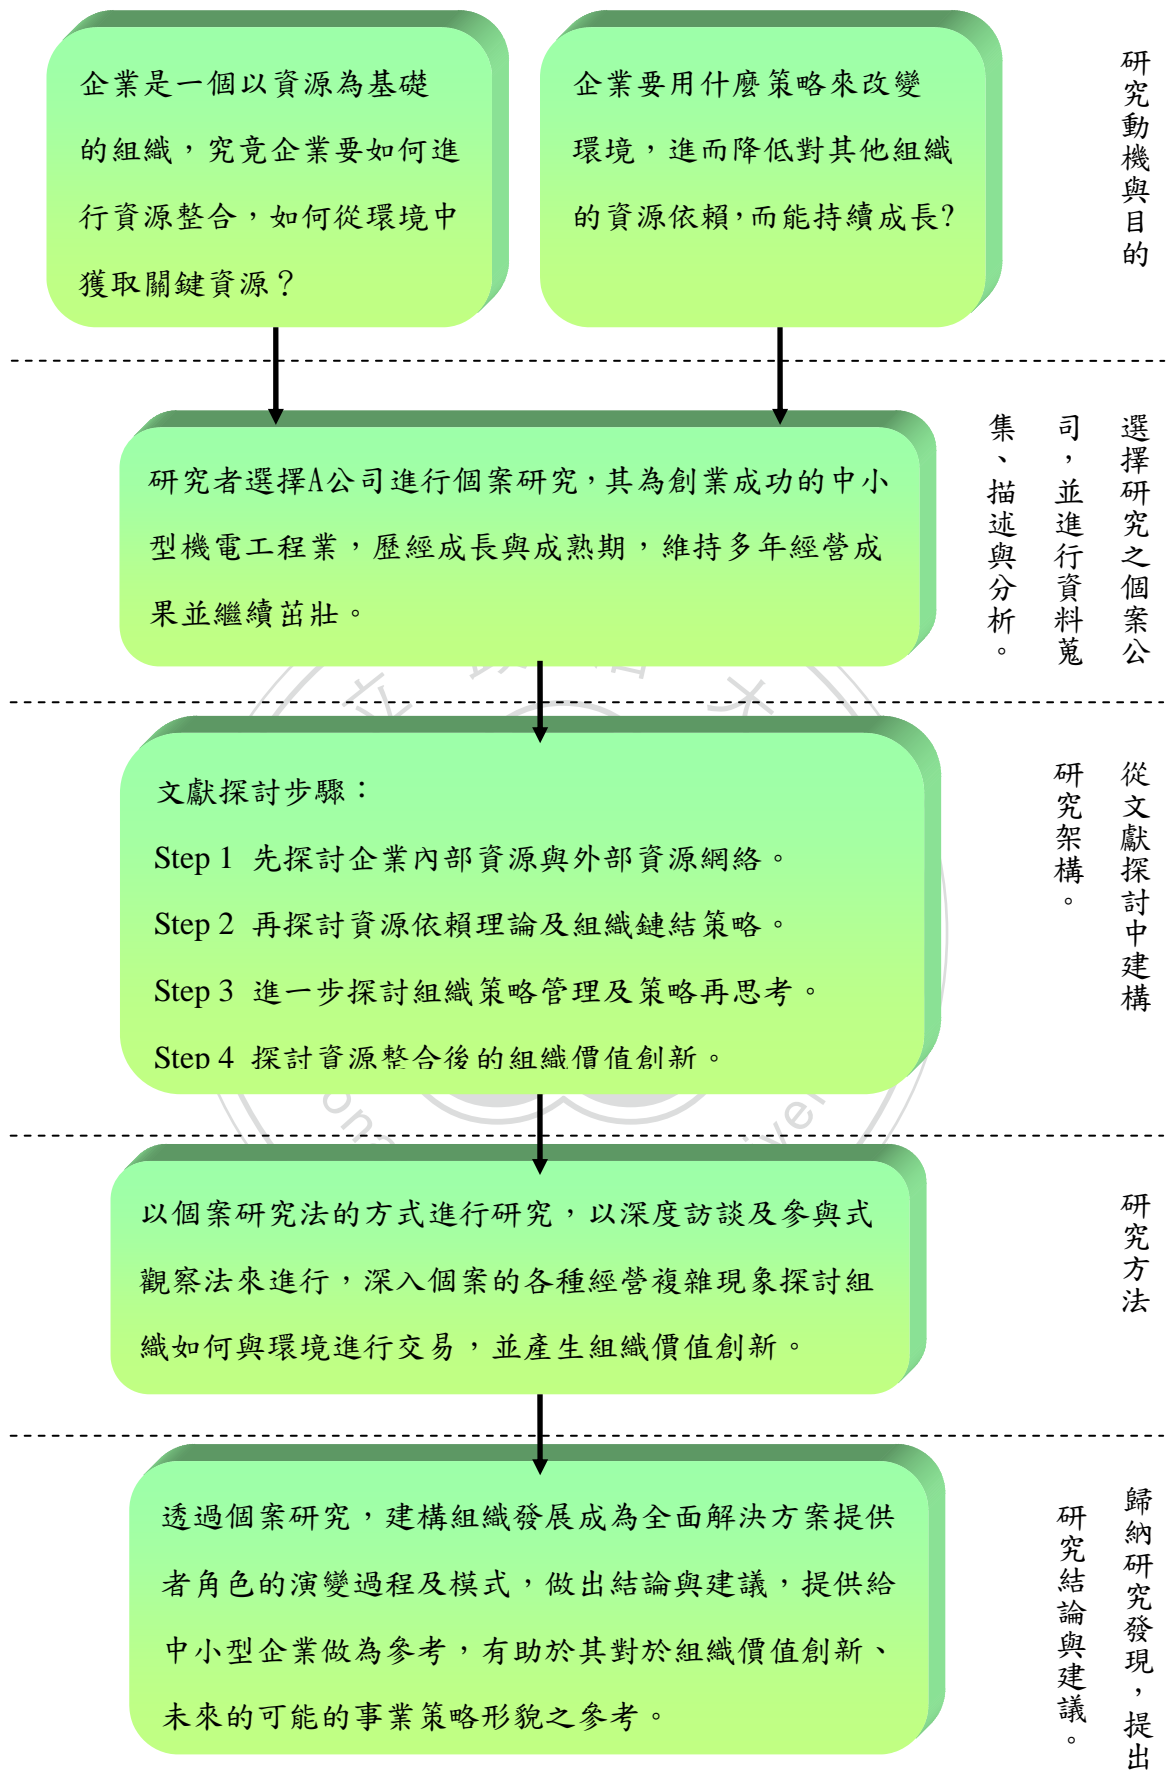 企業是一個以資源為基礎
的組織，究竟企業要如何進
行資源整合，如何從環境中
獲取關鍵資源？
企業要用什麼策略來改變
環境，進而降低對其他組織
的資源依賴，而能持續成長?
研究動機與目的
研究者選擇A公司進行個案研究，其為創業成功的中小
型機電工程業，歷經成長與成熟期，維持多年經營成
果並繼續茁壯。
選擇研究之個案公
司，並進行資料蒐
集、描述與分析。
文獻探討步驟：
Step 1 先探討企業內部資源與外部資源網絡。
Step 2 再探討資源依賴理論及組織鏈結策略。
Step 3 進一步探討組織策略管理及策略再思考。
Step 4 探討資源整合後的組織價值創新。
從文獻探討中建構
研究架構。
以個案研究法的方式進行研究，以深度訪談及參與式
觀察法來進行，深入個案的各種經營複雜現象探討組
織如何與環境進行交易，並產生組織價值創新。
研究方法
透過個案研究，建構組織發展成為全面解決方案提供
者角色的演變過程及模式，做出結論與建議，提供給
中小型企業做為參考，有助於其對於組織價值創新、
未來的可能的事業策略形貌之參考。
歸納研究發現，提出
研究結論與建議。